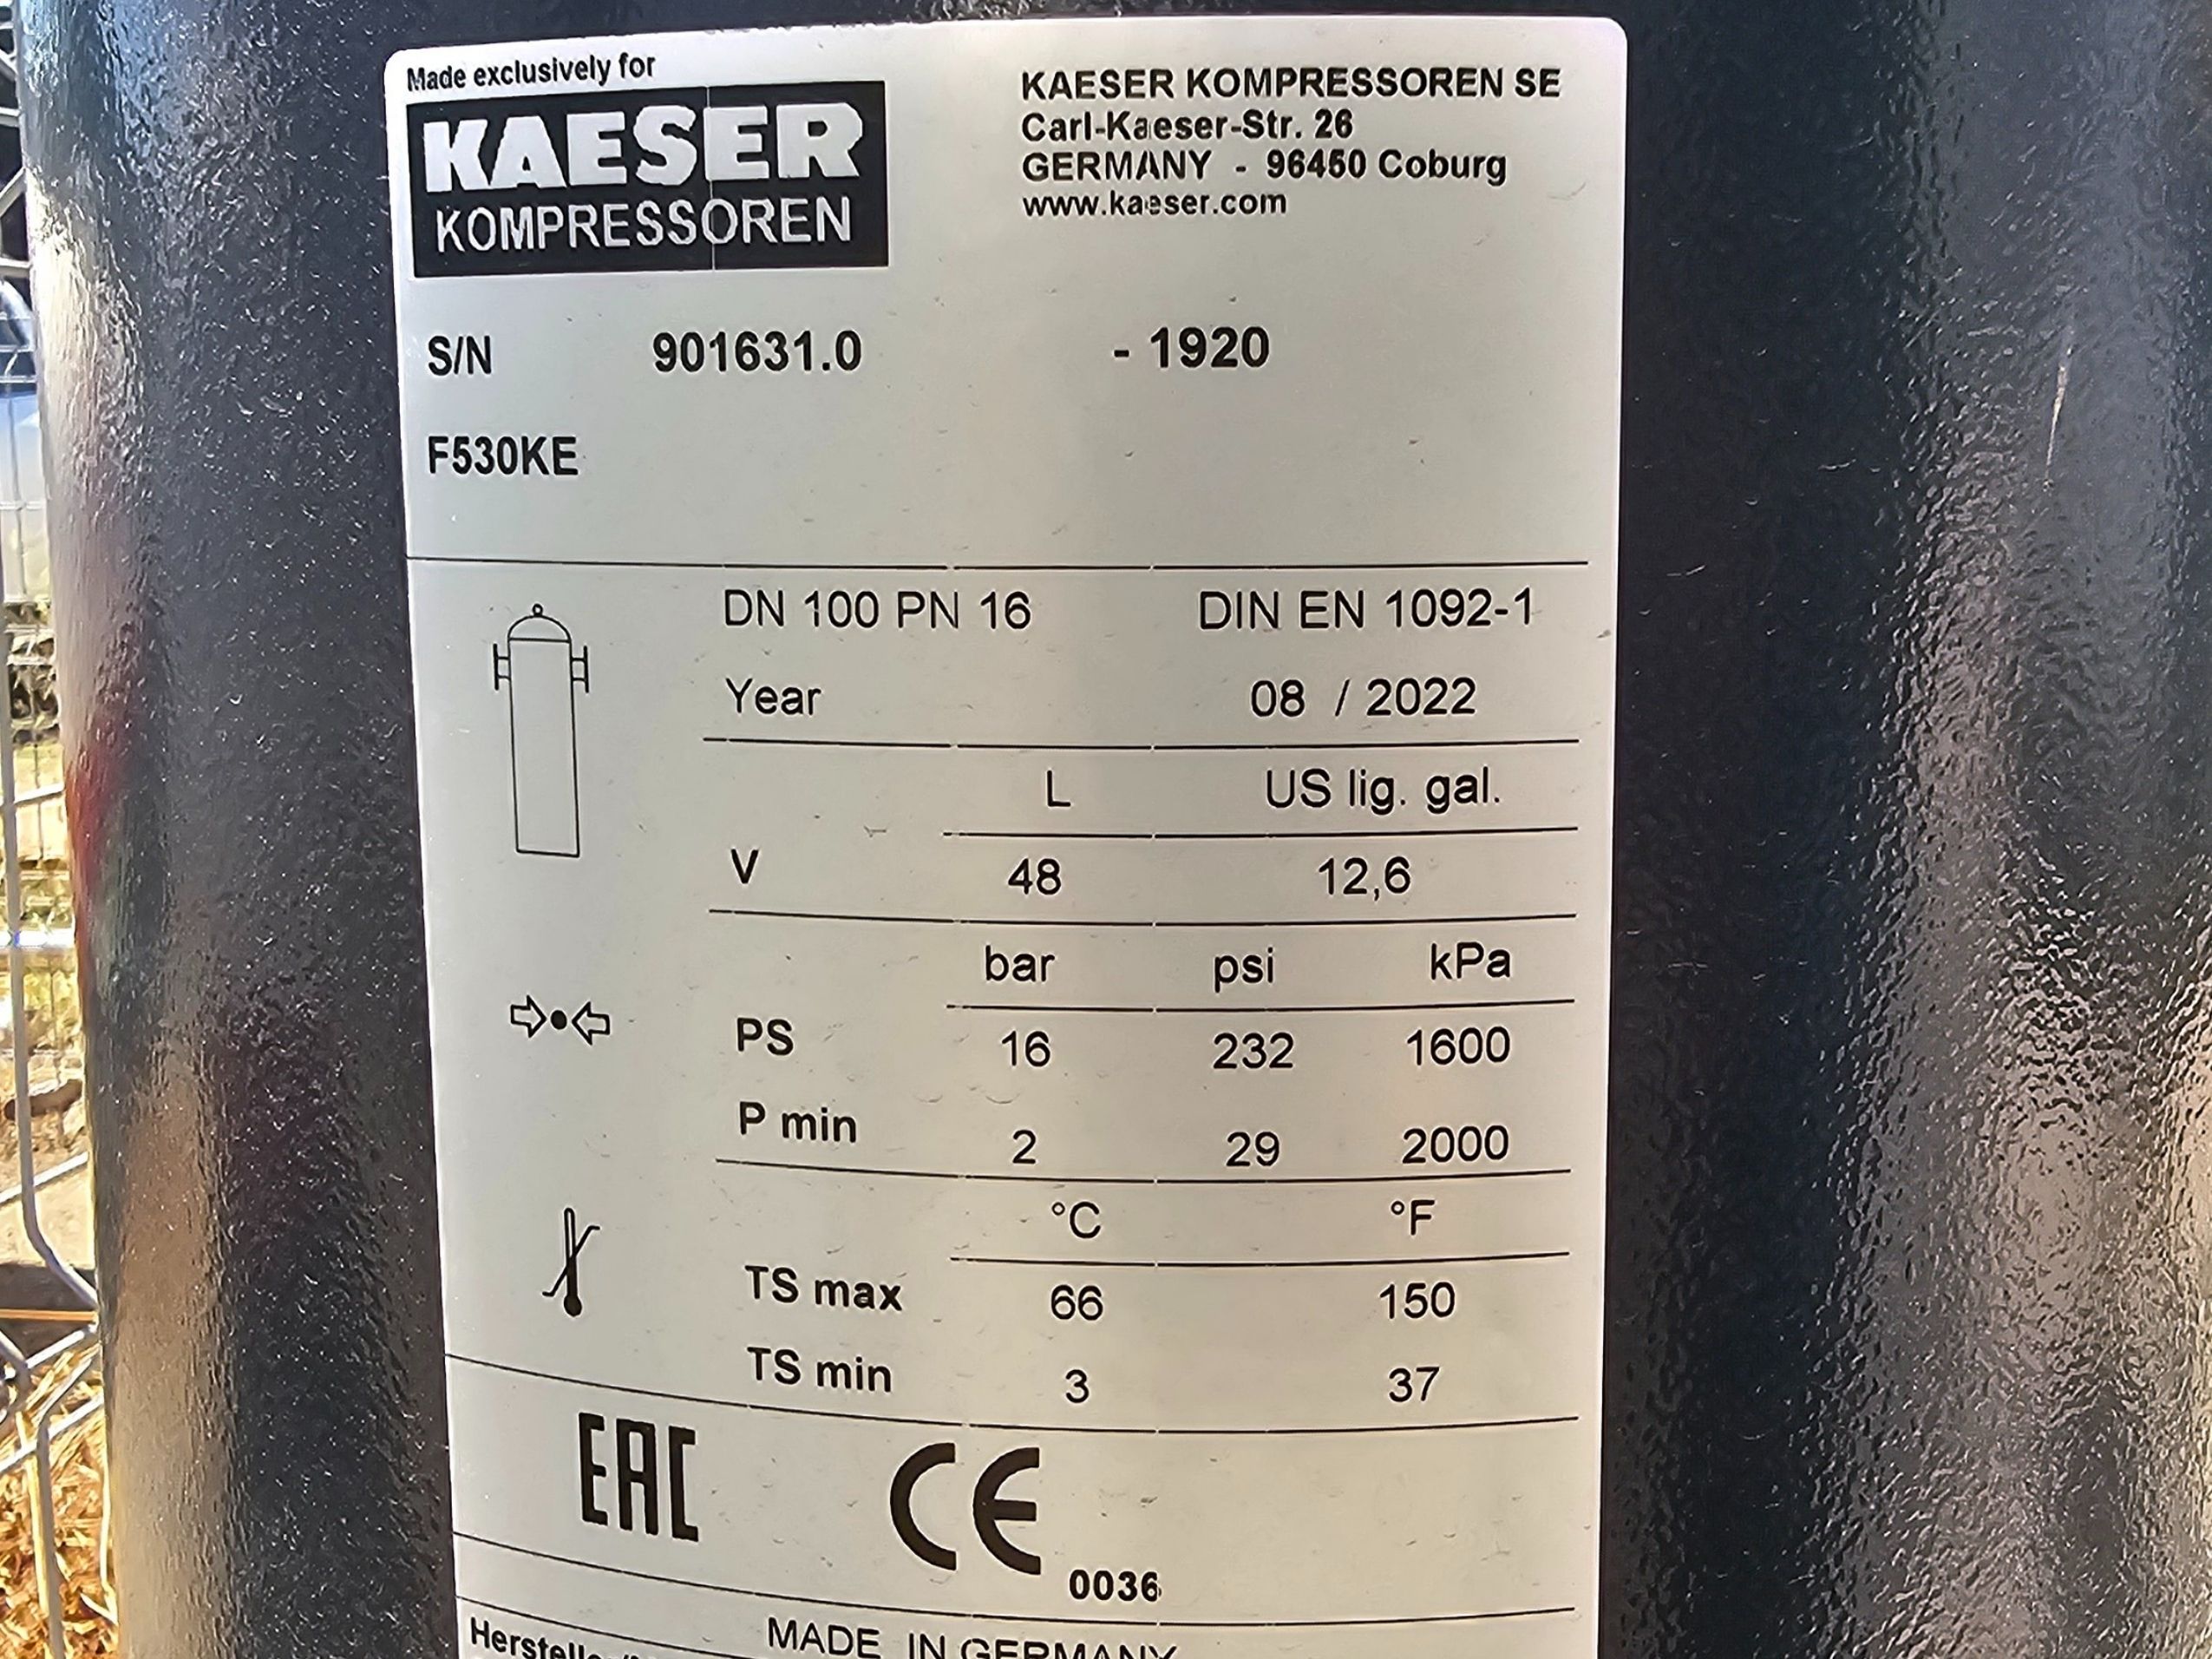 Made exclusively for
KAESER
KOMPRESSOREN
KAESER KOMPRESSOREN SE
Carl-Kaeser-Str. 26
GERMANY - 96450 Coburg
www.kaeser.com
S/N 901631.0 - 1920
F530KE
DN 100 PN 16 DIN EN 1092-1
Year 08 / 2022
L US lig. gal.
V 48 12,6
bar psi kPa
PS 16 232 1600
P min 2 29 2000
°C °F
TS max 66 150
TS min 3 37
EAC CE 0036
MADE IN GERMANY